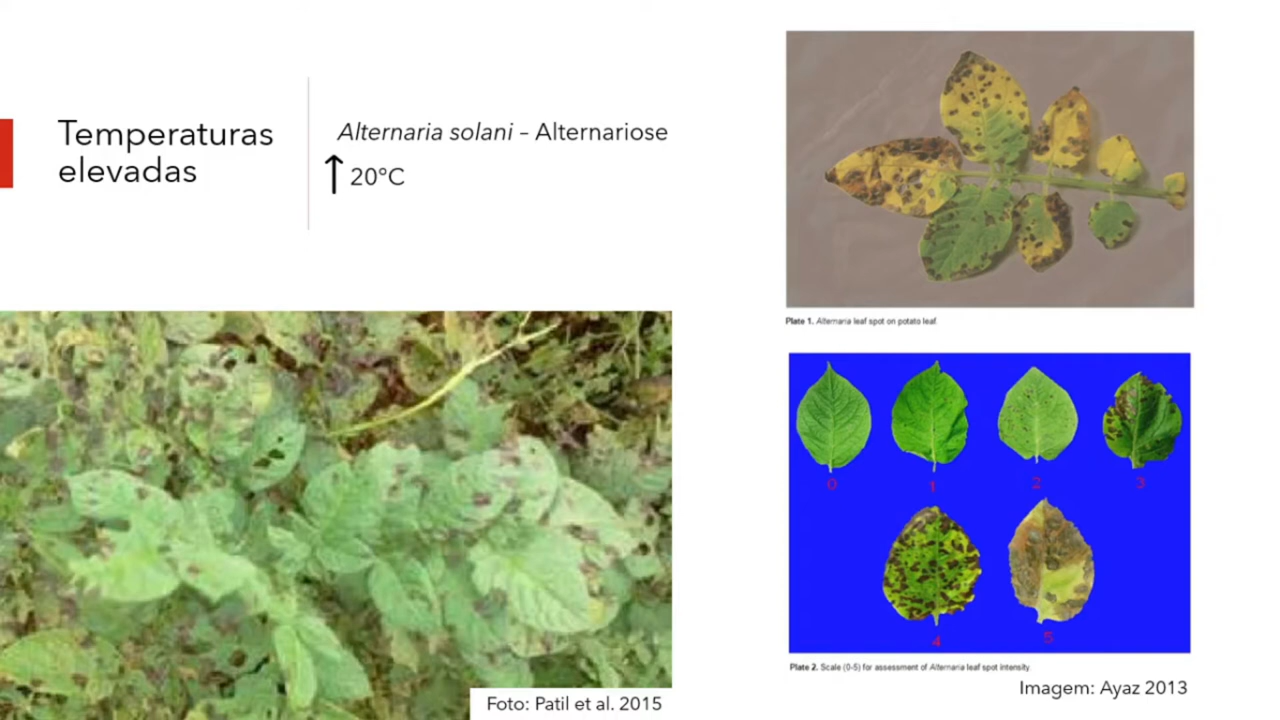 Temperaturas
elevadas
Alternaria solani – Alternariose
20°C
Plate 1. Alternaria leaf spot on potato leaf.
0
1
2
3
4
5
Plate 2. Scale (0-5) for assessment of Alternaria leaf spot intensity.
Imagem: Ayaz 2013
Foto: Patil et al. 2015